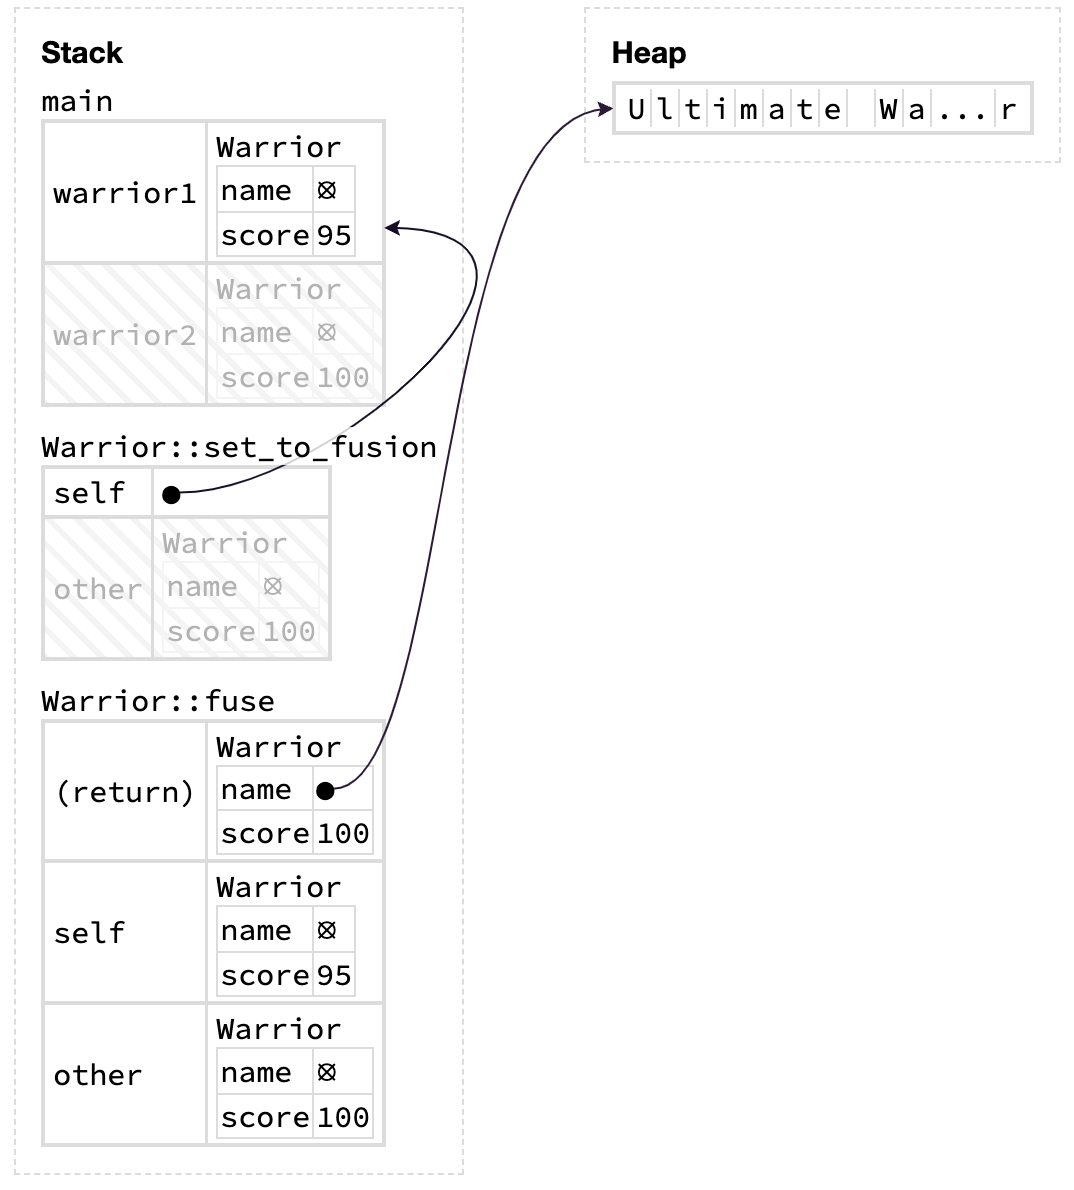 Stack
main
warrior1
Warrior
name ⊗
score 95
warrior2
Warrior
name ⊗
score 100
Warrior::set_to_fusion
self
other
Warrior
name ⊗
score 100
Warrior::fuse
(return)
Warrior
name
score 100
self
Warrior
name ⊗
score 95
other
Warrior
name ⊗
score 100
Heap
Ultimate Wa...r